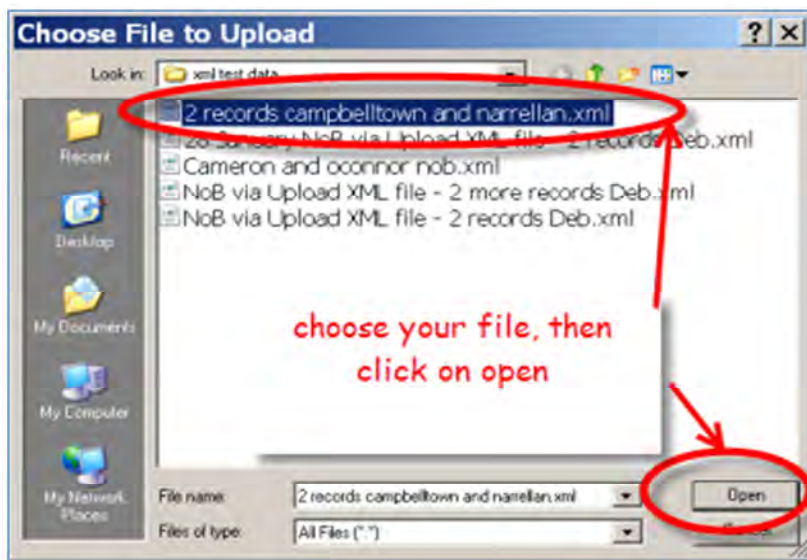 Choose File to Upload
Look in: xml test data
2 records campbelltown and narrellan.xml
28 January NoB via Upload XML file - 2 records Deb.xml
Cameron and oconnor nob.xml
NoB via Upload XML file - 2 more records Deb.xml
NoB via Upload XML file - 2 records Deb.xml
Recent
Desktop
My Documents
My Computer
My Network
Places
choose your file, then
click on open
File name: 2 records campbelltown and narrellan.xml Open
Files of type: All Files (*.*) Cancel